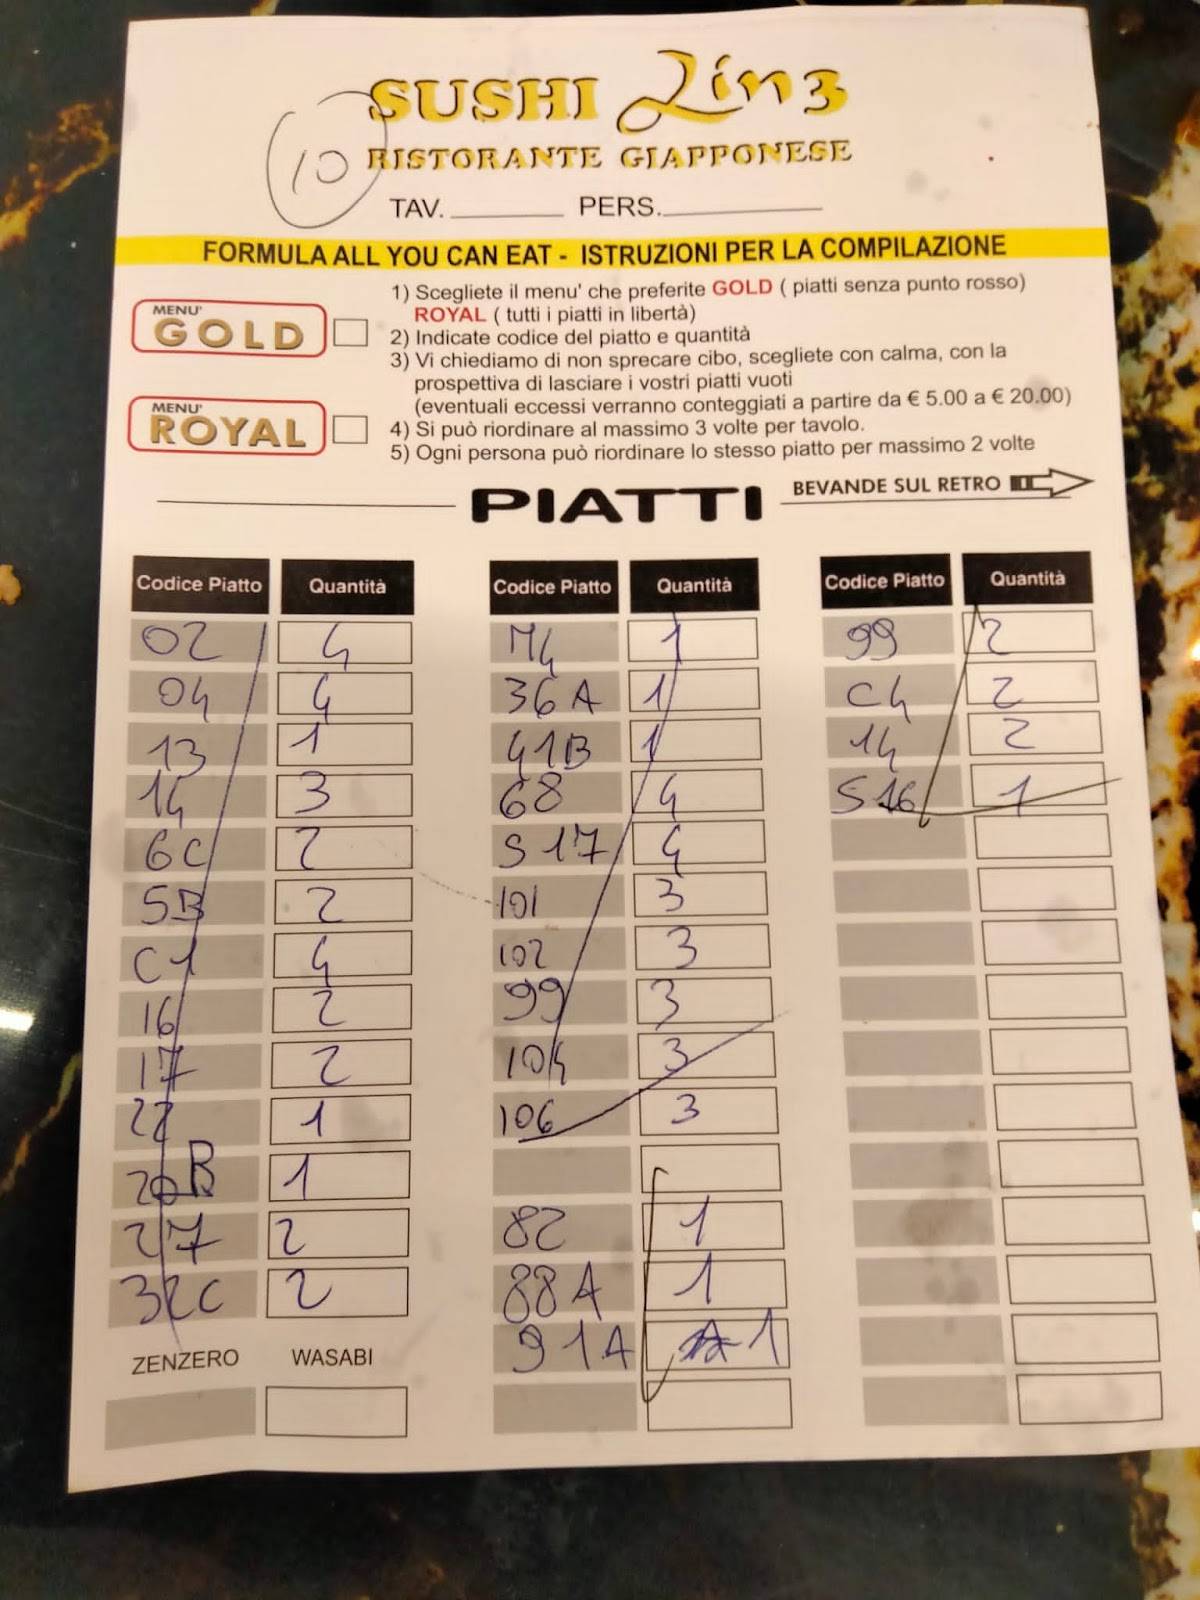 SUSHI Lin 3
10
RISTORANTE GIAPPONESE
TAV. PERS.
FORMULA ALL YOU CAN EAT - ISTRUZIONI PER LA COMPILAZIONE
MENU' GOLD
1) Scegliete il menu' che preferite GOLD ( piatti senza punto rosso)
ROYAL ( tutti i piatti in libertà)
2) Indicate codice del piatto e quantità
3) Vi chiediamo di non sprecare cibo, scegliete con calma, con la
prospettiva di lasciare i vostri piatti vuoti
(eventuali eccessi verranno conteggiati a partire da € 5.00 a € 20.00)
MENU' ROYAL
4) Si può riordinare al massimo 3 volte per tavolo.
5) Ogni persona può riordinare lo stesso piatto per massimo 2 volte
PIATTI
BEVANDE SUL RETRO
Codice Piatto Quantità Codice Piatto Quantità Codice Piatto Quantità
02 4 74 1 99 2
04 4 36A 1 C4 2
13 1 41B 1 14 2
14 3 68 4 S16 1
6C 2 S17 4
5B 2 101 3
C1 4 102 3
16 2 99 3
17 2 104 3
22 1 106 3
20B 1
27 2 82 1
32C 2 88A 1
ZENZERO WASABI 91A 1